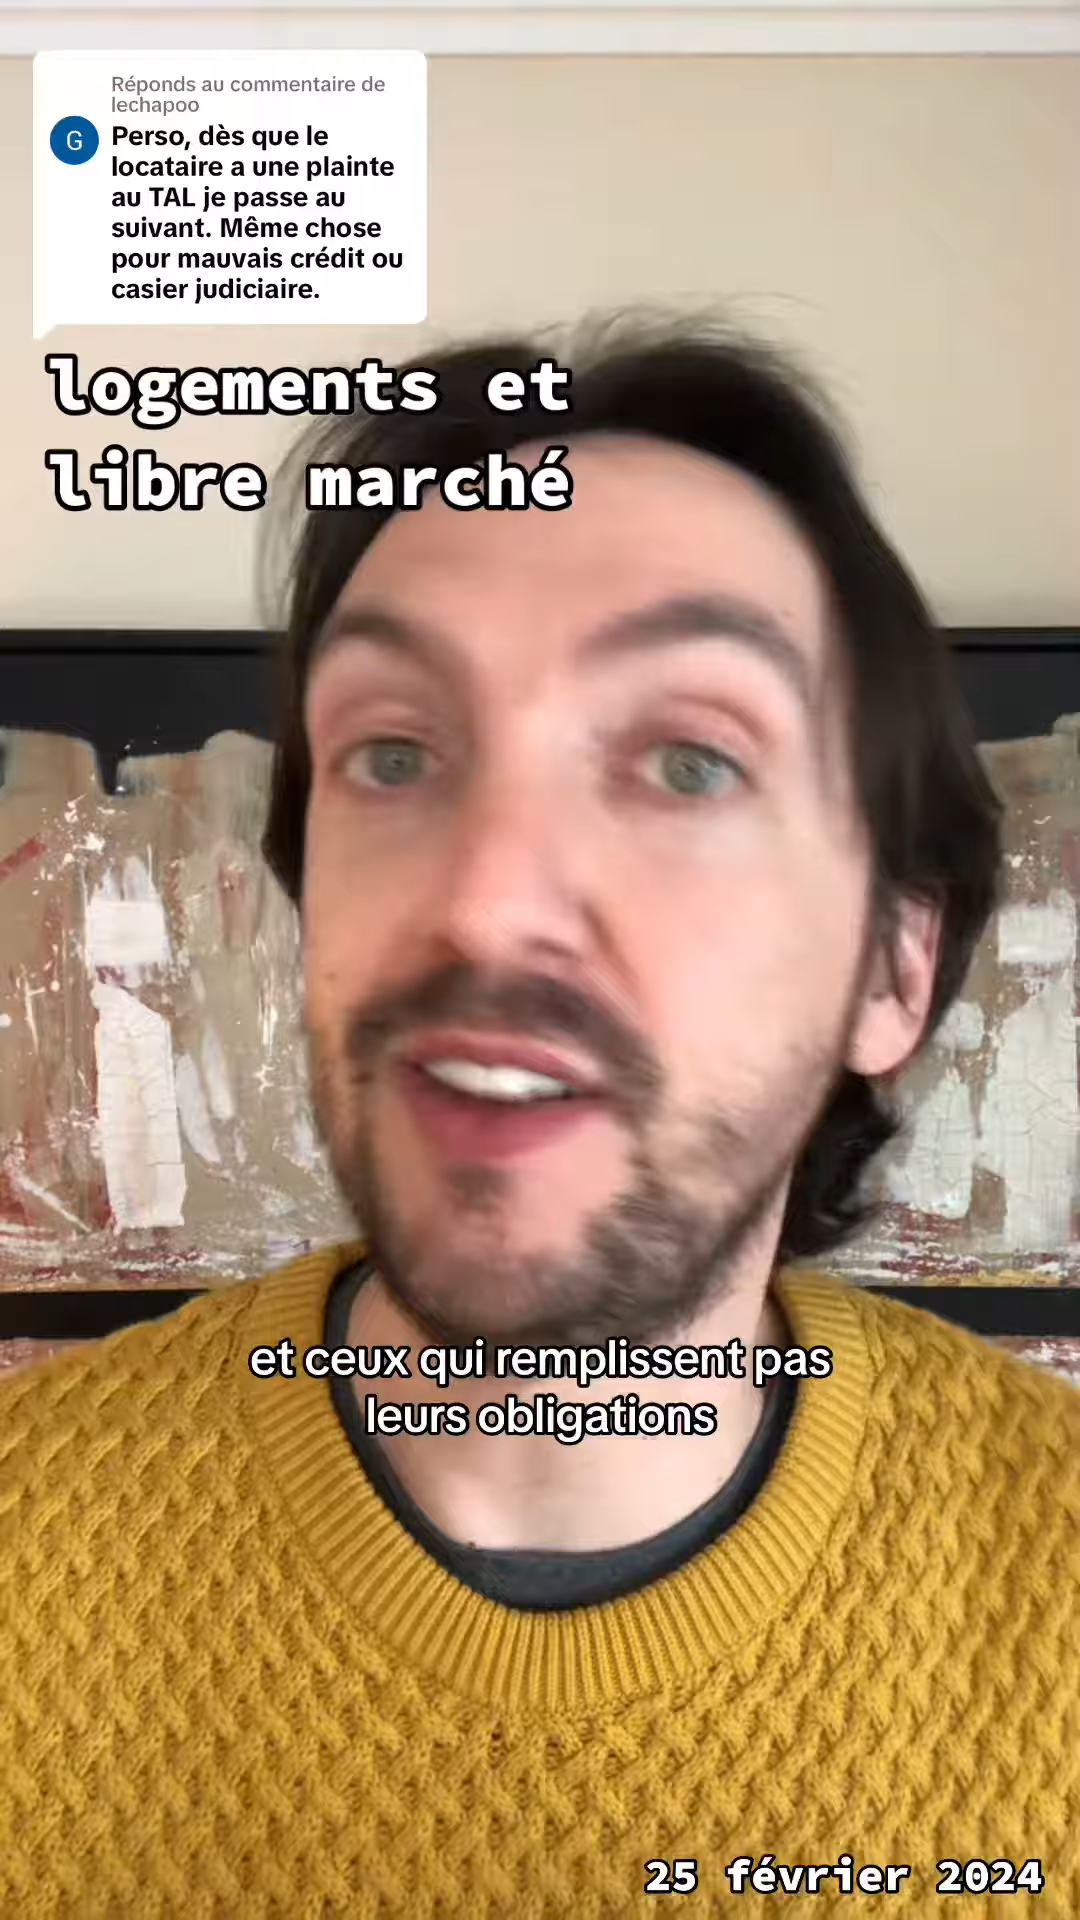 Réponds au commentaire de
lechapoo
G
Perso, dès que le
locataire a une plainte
au TAL je passe au
suivant. Même chose
pour mauvais crédit ou
casier judiciaire.
logements et
libre marché
et ceux qui remplissent pas
leurs obligations
25 février 2024